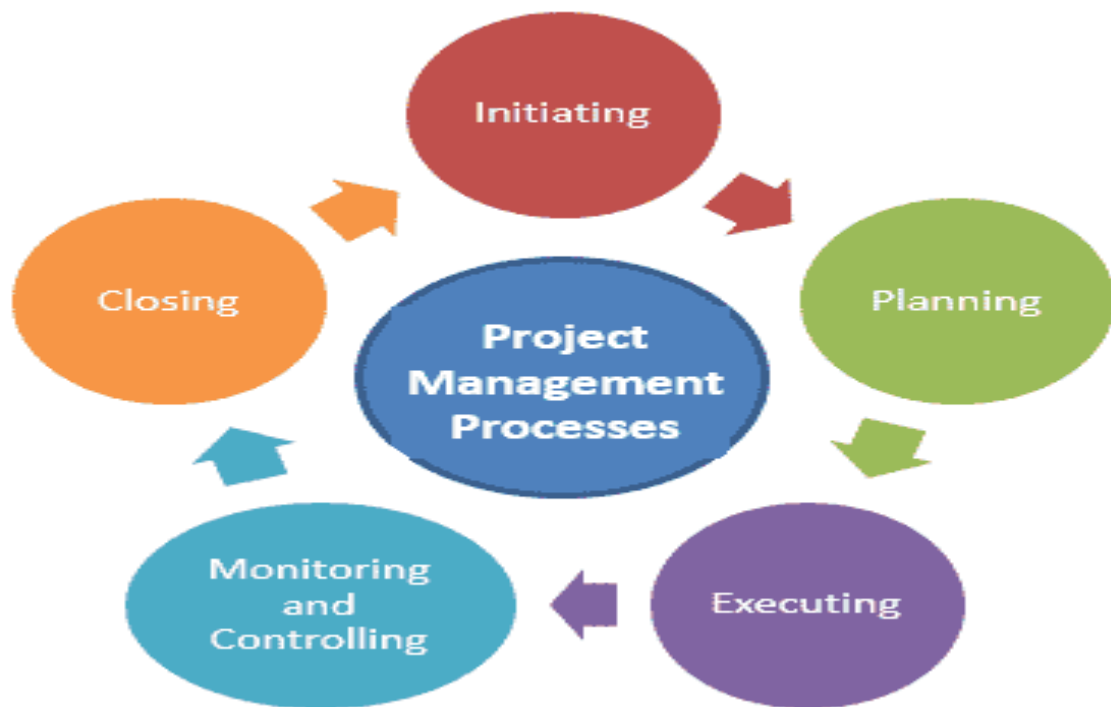 Initiating
Planning
Executing
Monitoring
and
Controlling
Closing
Project
Management
Processes